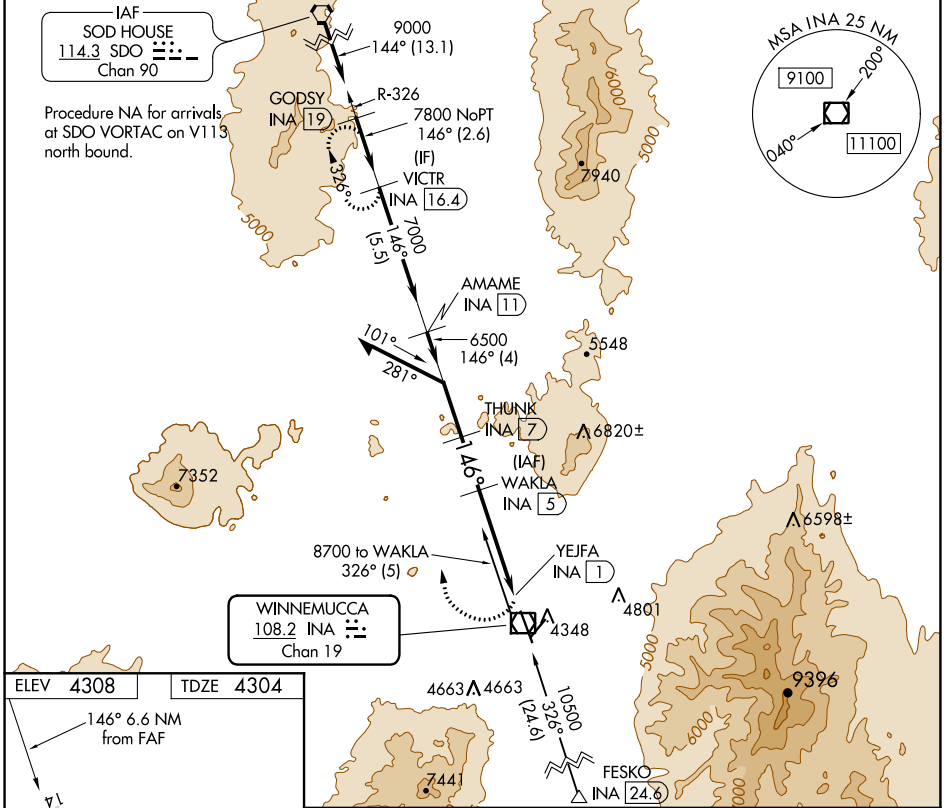 IAF
SOD HOUSE
114.3 SDO
Chan 90
Procedure NA for arrivals
at SDO VORTAC on V113
north bound.
9000
144° (13.1)
R-326
GODSY
INA 19
7800 NoPT
146° (2.6)
326°
(IF)
VICTR
INA 16.4
5000
7000
146°
(5.5)
6000
5000
7940
MSA INA 25 NM
9100
200°
040°
11100
AMAME
INA 11
6500
146° (4)
101°
281°
5548
THUNK
INA 7
6820±
146°
(IAF)
WAKLA
INA 5
7352
6598±
8700 to WAKLA
326° (5)
YEJFA
INA 1
4801
WINNEMUCCA
108.2 INA
Chan 19
4348
5000
9396
6000
4663 4663
10500
326°
(24.6)
FESKO
INA 24.6
7441
ELEV 4308
TDZE 4304
146° 6.6 NM
from FAF
14